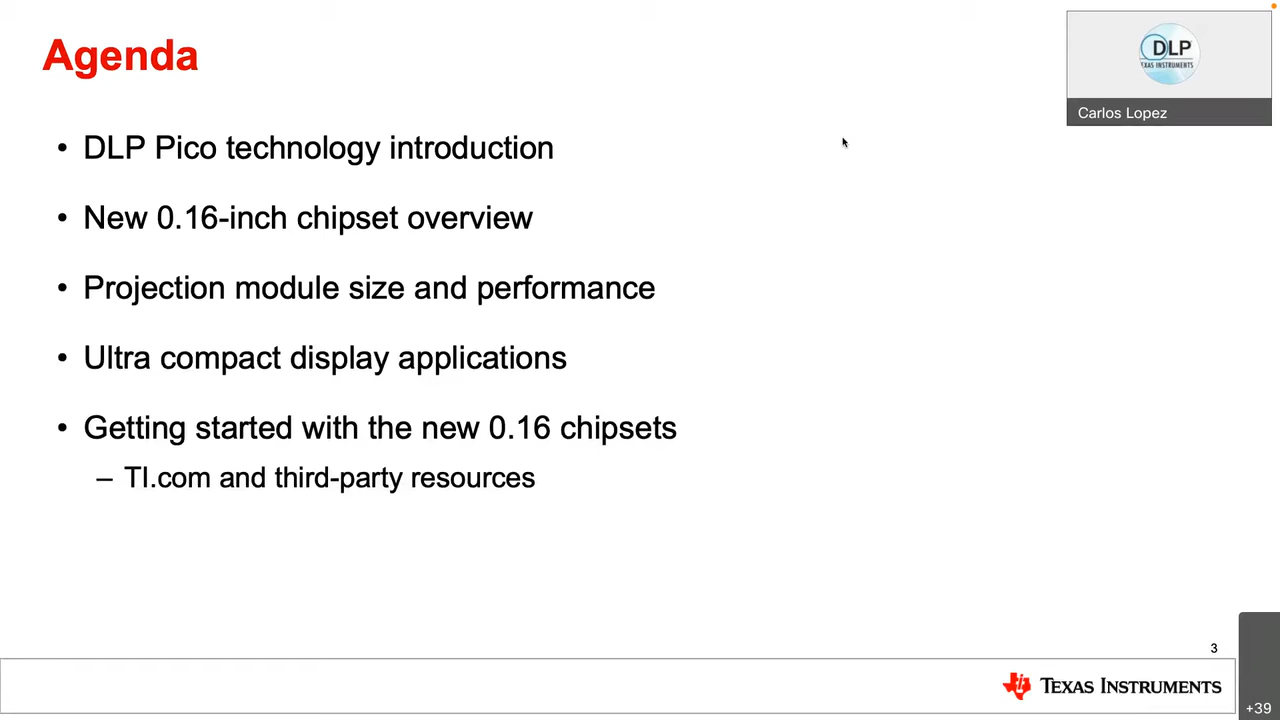 Agenda
DLP
TEXAS INSTRUMENTS
Carlos Lopez
• DLP Pico technology introduction
• New 0.16-inch chipset overview
• Projection module size and performance
• Ultra compact display applications
• Getting started with the new 0.16 chipsets
– TI.com and third-party resources
3
TEXAS INSTRUMENTS
+39